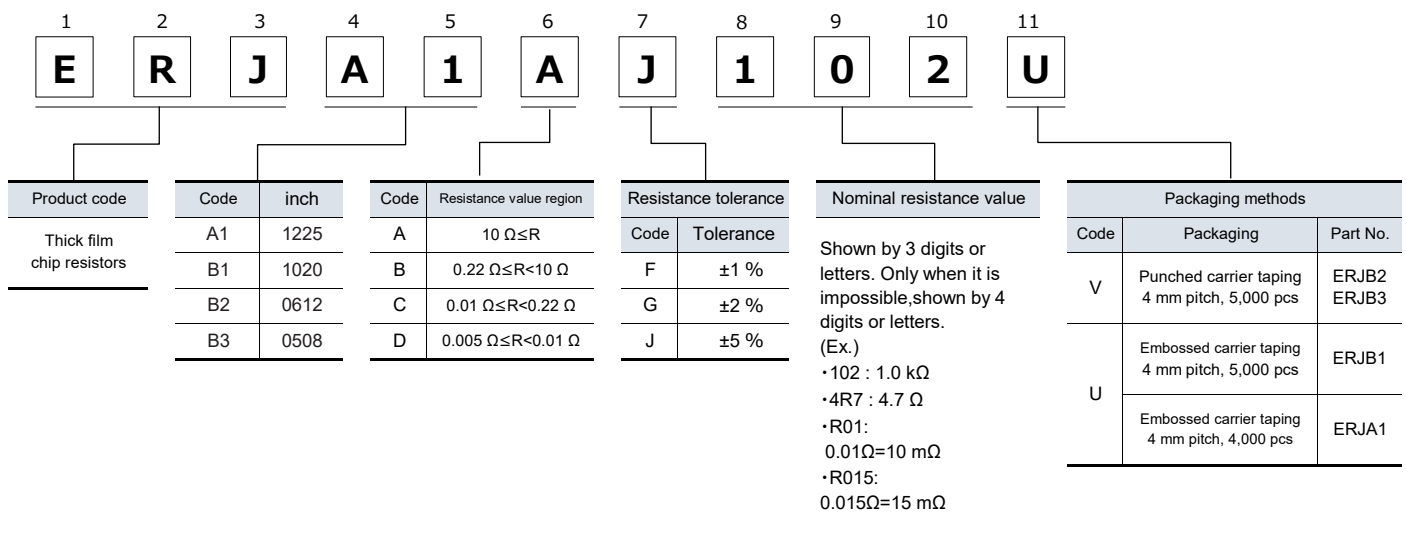 1 2 3 4 5 6 7 8 9 10 11
E R J A 1 A J 1 0 2 U
Product code
Thick film
chip resistors
Code inch
A1 1225
B1 1020
B2 0612
B3 0508
Code Resistance value region
A 10 Ω≤R
B 0.22 Ω≤R<10 Ω
C 0.01 Ω≤R<0.22 Ω
D 0.005 Ω≤R<0.01 Ω
Resistance tolerance
Code Tolerance
F ±1 %
G ±2 %
J ±5 %
Nominal resistance value
Shown by 3 digits or
letters. Only when it is
impossible,shown by 4
digits or letters.
(Ex.)
・102 : 1.0 kΩ
・4R7 : 4.7 Ω
・R01:
0.01Ω=10 mΩ
・R015:
0.015Ω=15 mΩ
Packaging methods
Code Packaging Part No.
V
Punched carrier taping
4 mm pitch, 5,000 pcs
ERJB2
ERJB3
U
Embossed carrier taping
4 mm pitch, 5,000 pcs
ERJB1
Embossed carrier taping
4 mm pitch, 4,000 pcs
ERJA1